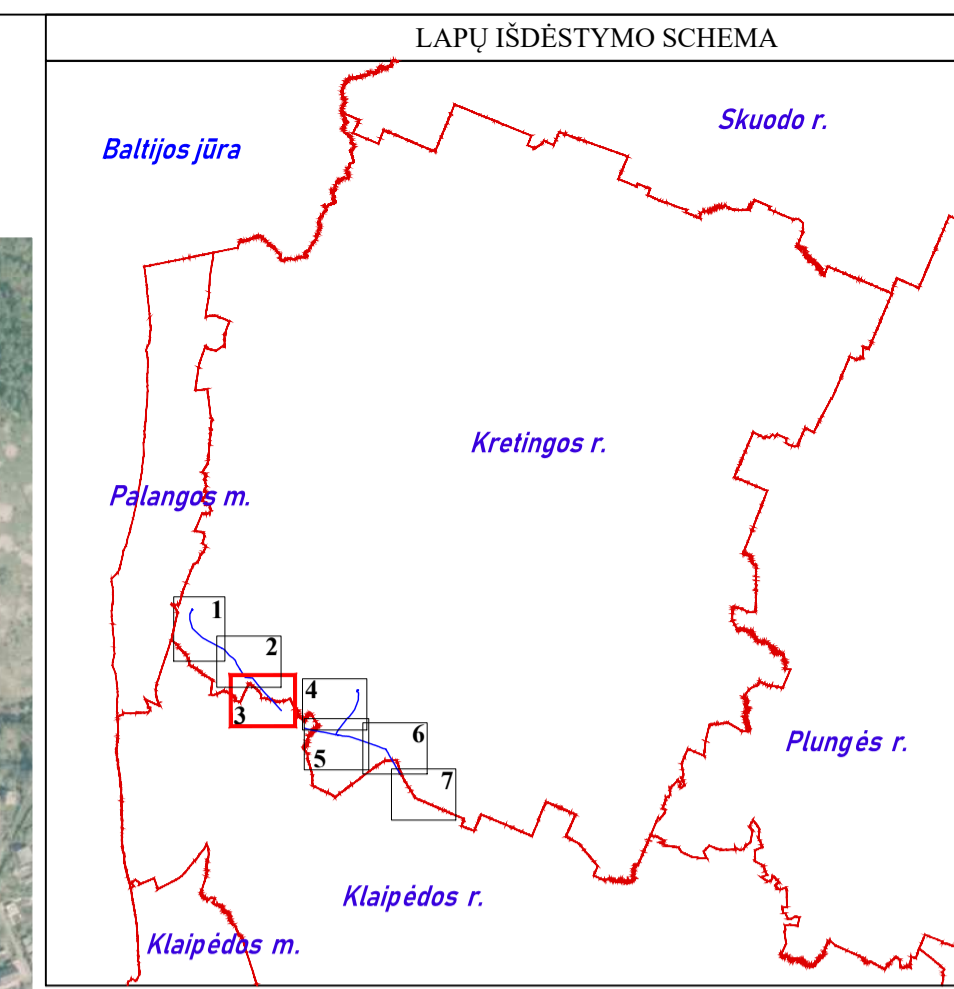 LAPŲ IŠDĖSTYMO SCHEMA
Skuodo r.
Baltijos jūra
Kretingos r.
Palangos m.
1
2
4
3
6
5
7
Plungės r.
Klaipėdos r.
Klaipėdos m.